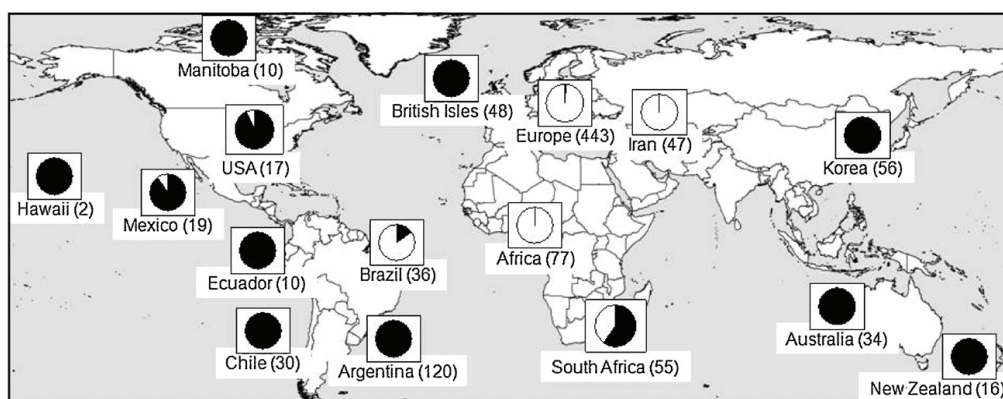 Manitoba (10)
British Isles (48)
Europe (443)
Iran (47)
USA (17)
Korea (56)
Hawaii (2)
Mexico (19)
Ecuador (10)
Brazil (36)
Africa (77)
Chile (30)
Argentina (120)
South Africa (55)
Australia (34)
New Zealand (16)